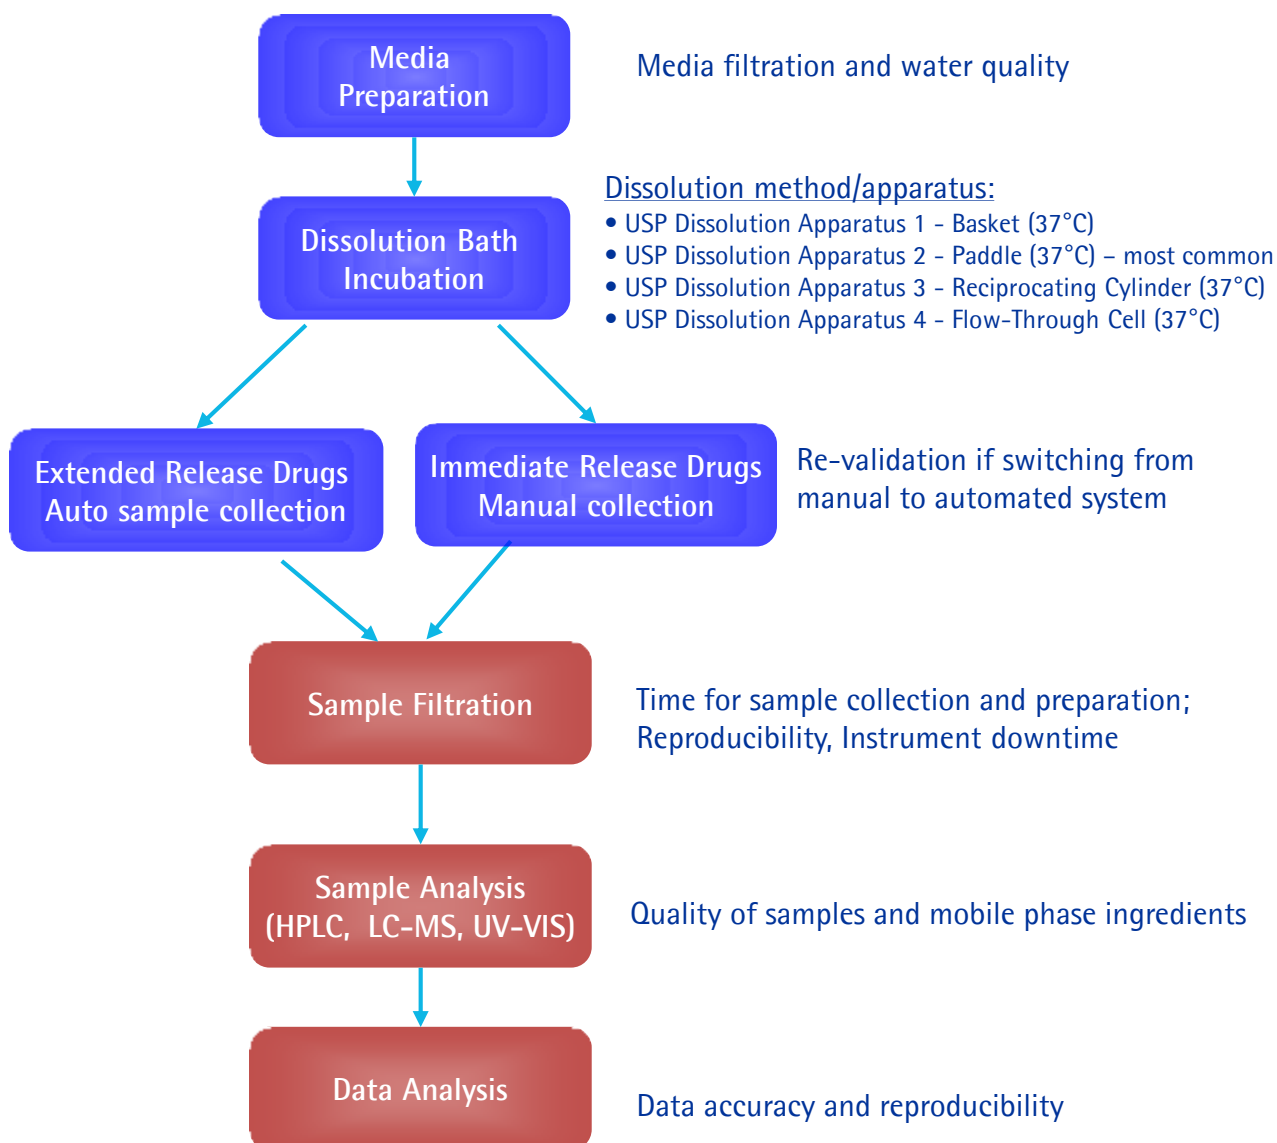 Media
Preparation
Media filtration and water quality
Dissolution Bath
Incubation
Dissolution method/apparatus:
• USP Dissolution Apparatus 1 - Basket (37°C)
• USP Dissolution Apparatus 2 - Paddle (37°C) – most common
• USP Dissolution Apparatus 3 - Reciprocating Cylinder (37°C)
• USP Dissolution Apparatus 4 - Flow-Through Cell (37°C)
Extended Release Drugs
Auto sample collection
Immediate Release Drugs
Manual collection
Re-validation if switching from
manual to automated system
Sample Filtration
Time for sample collection and preparation;
Reproducibility, Instrument downtime
Sample Analysis
(HPLC, LC-MS, UV-VIS)
Quality of samples and mobile phase ingredients
Data Analysis
Data accuracy and reproducibility